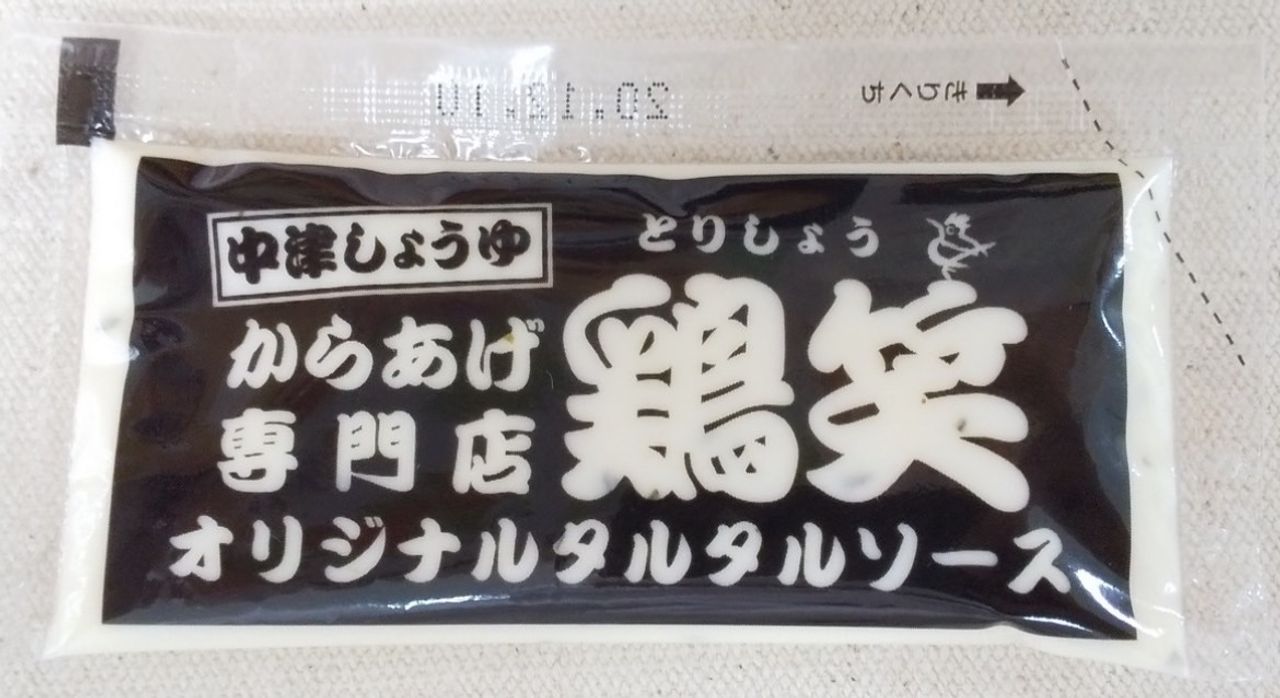 きりくち
20.12.10
中津しょうゆ
とりしょう
からあげ
専門店
鶏笑
オリジナルタルタルソース